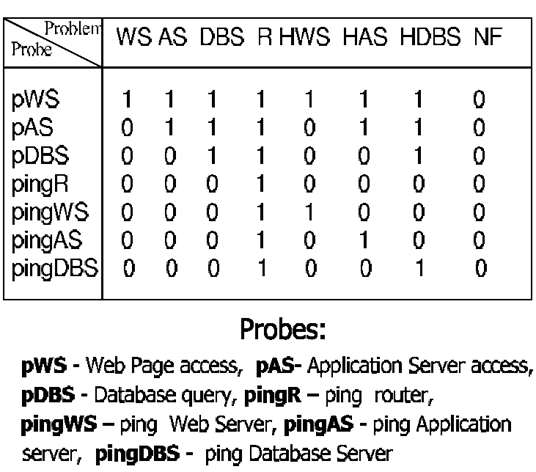 Problem
Probe
WS AS DBS R HWS HAS HDBS NF
pWS 1 1 1 1 1 1 1 0
pAS 0 1 1 1 0 1 1 0
pDBS 0 0 1 1 0 0 1 0
pingR 0 0 0 1 0 0 0 0
pingWS 0 0 0 1 1 0 0 0
pingAS 0 0 0 1 0 1 0 0
pingDBS 0 0 0 1 0 0 1 0
Probes:
pWS - Web Page access, pAS- Application Server access,
pDBS - Database query, pingR – ping router,
pingWS – ping Web Server, pingAS - ping Application
server, pingDBS - ping Database Server